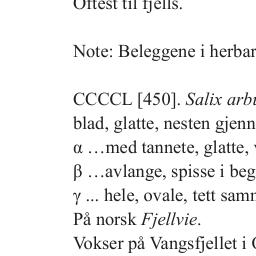 Oftest til fjells.
Note: Beleggene i herbar
CCCCL [450]. Salix arbu
blad, glatte, nesten gjenn
α …med tannete, glatte,
β …avlange, spisse i beg
γ ... hele, ovale, tett samm
På norsk Fjellvie.
Vokser på Vangsfjellet i